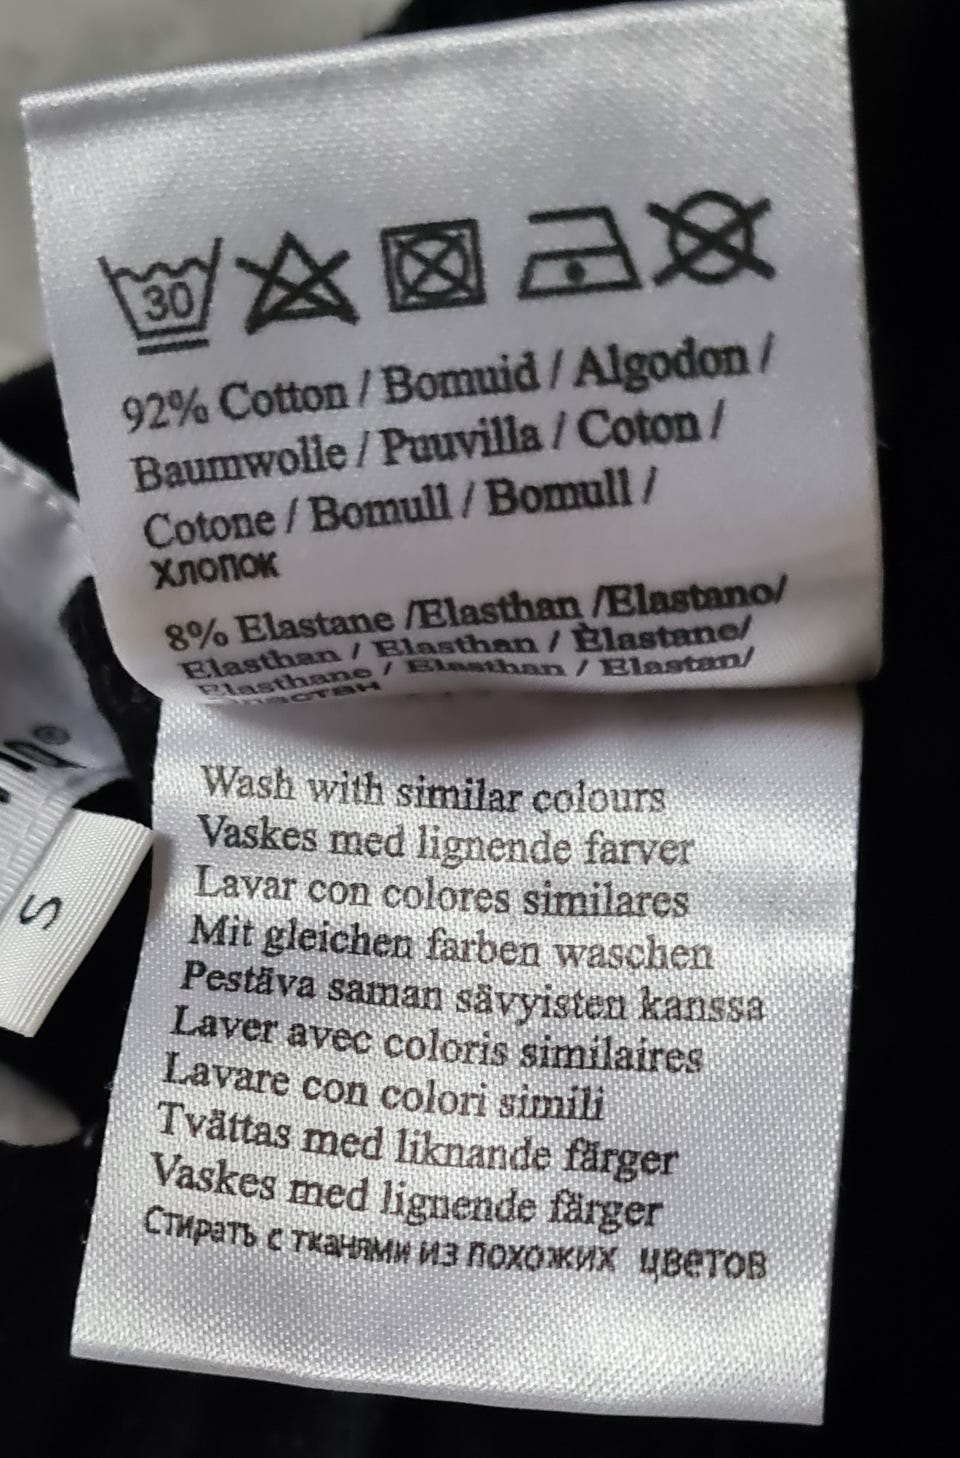 30
92% Cotton / Bomuid / Algodon /
Baumwolle / Puuvilla / Coton /
Cotone / Bomull / Bomull /
Хлопок
8% Elastane /Elasthan /Elastano/
Elasthan / Elasthan / Èlastane/
Elasthane / Elasthan / Elastan/
Wash with similar colours
Vaskes med lignende farver
Lavar con colores similares
Mit gleichen farben waschen
Pestäva saman sävyisten kanssa
Laver avec coloris similaires
Lavare con colori simili
Tvättas med liknande färger
Vaskes med lignende färger
Стирать с тканями из похожих цветов
S